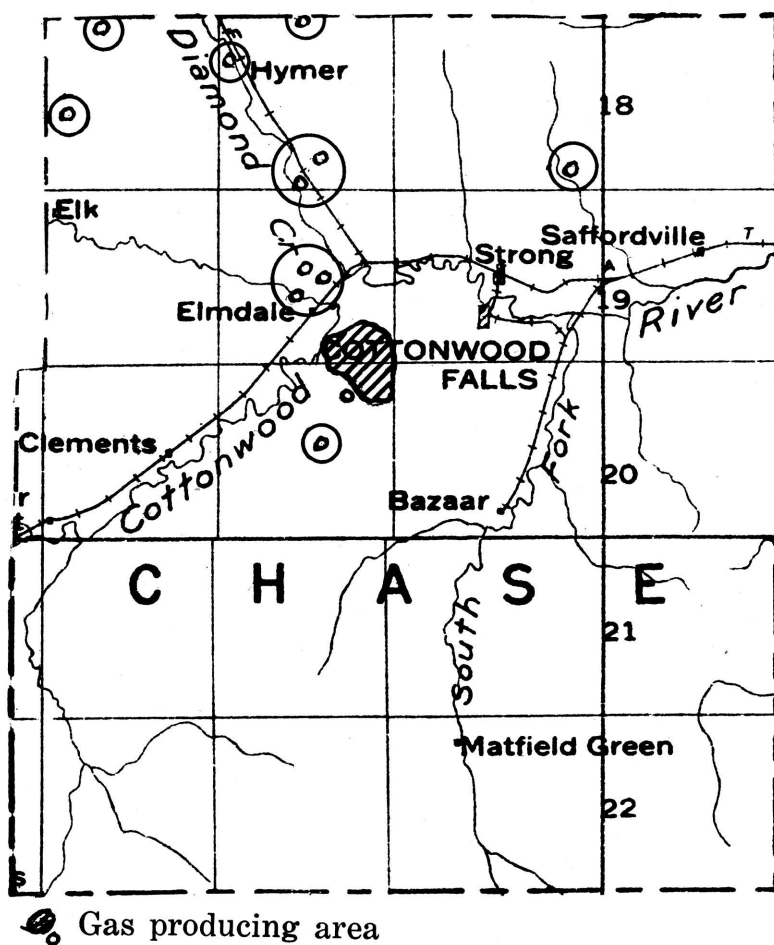 Diamond
F
Hymer
18
Elk
Cr.
Saffordville
T
Strong
A
19
River
Elmdale
COTTONWOOD
FALLS
Clements
Cottonwood
Fork
20
r
Bazaar
C H A S E
South
21
Matfield Green
22
s
Gas producing area